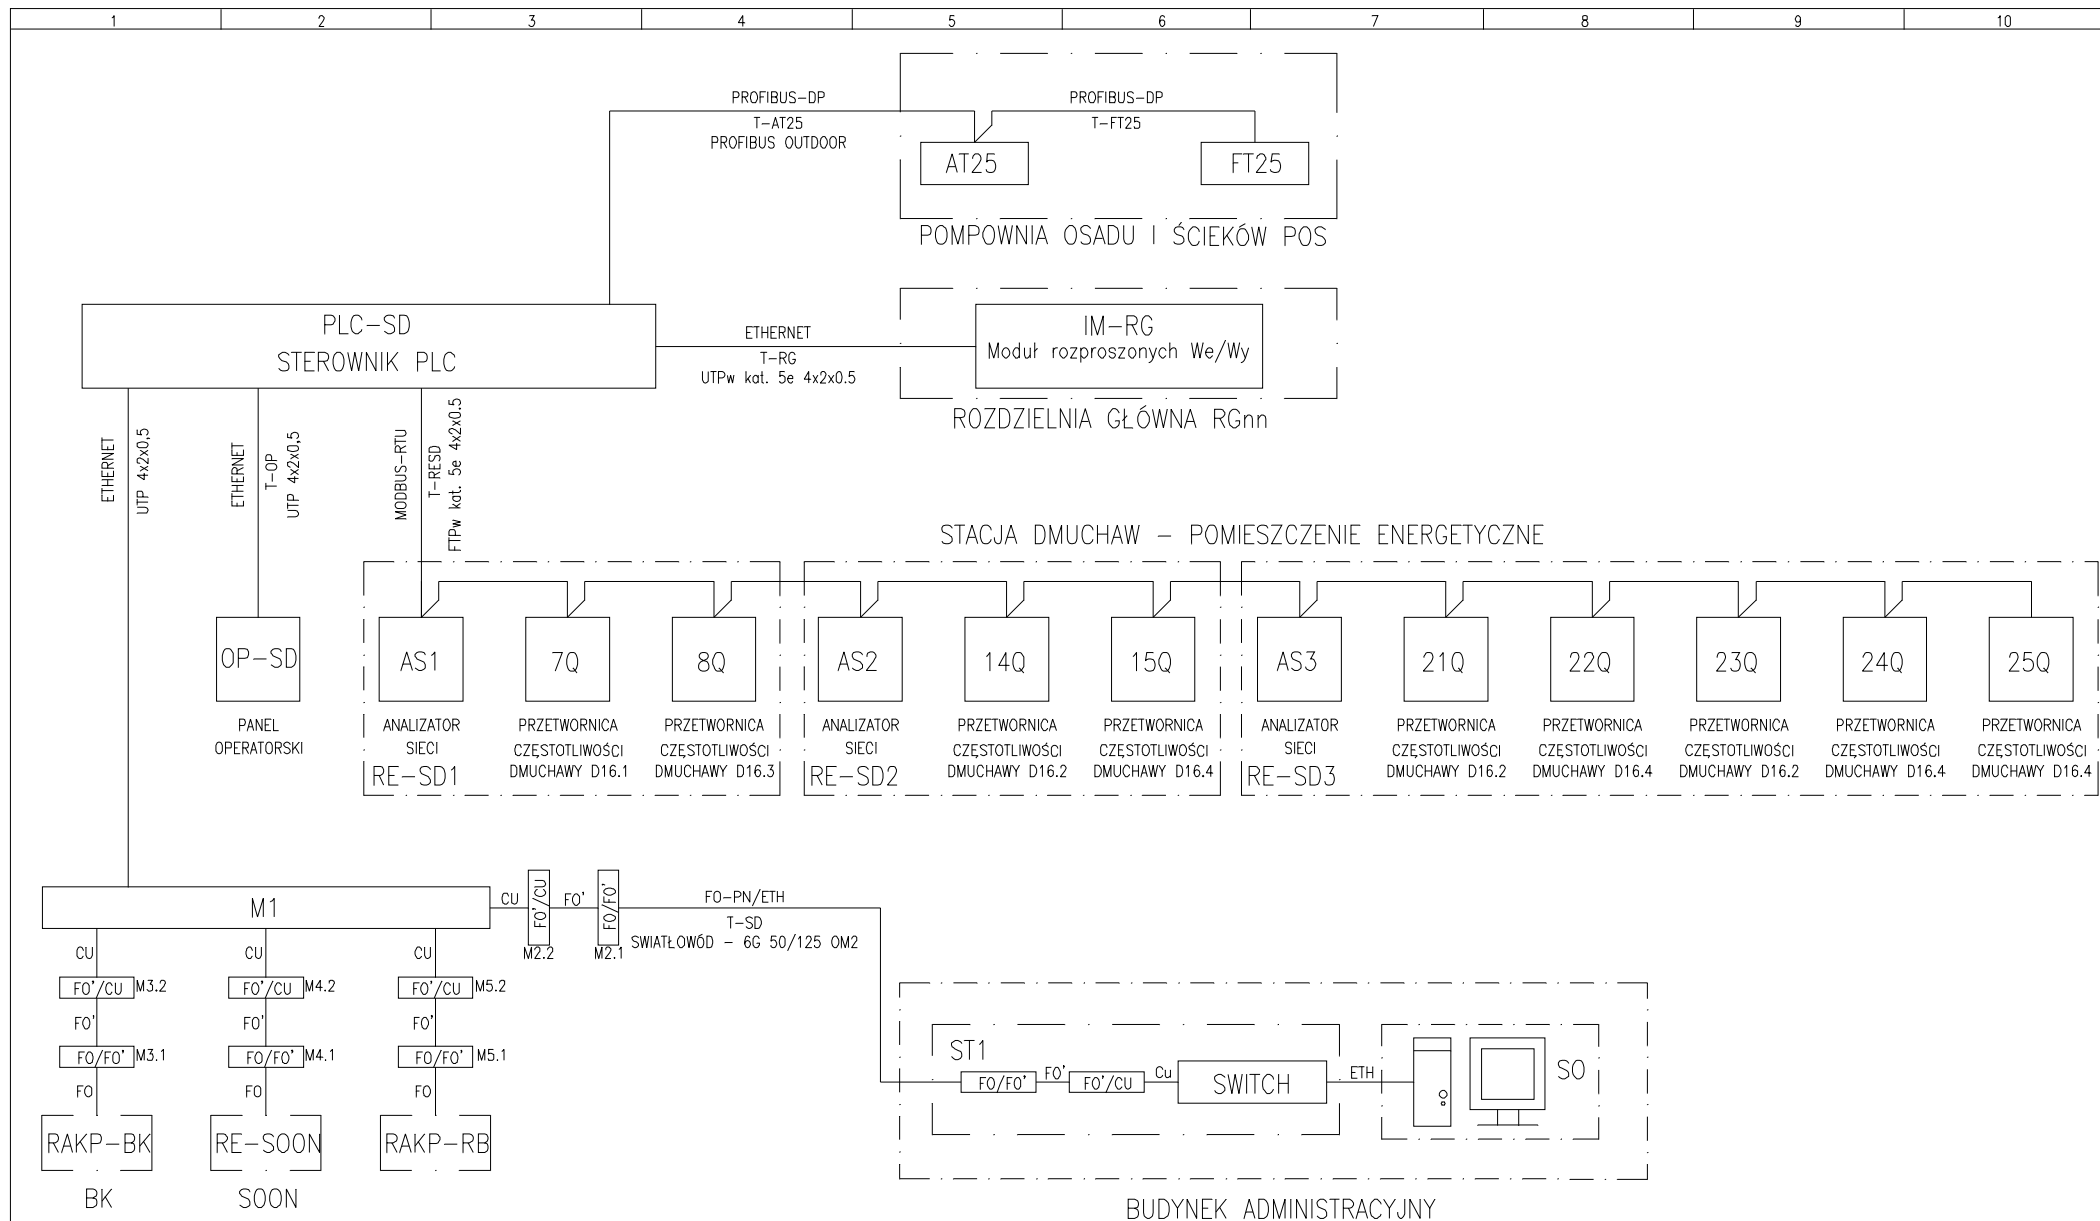 1 2 3 4 5 6 7 8 9 10
PROFIBUS-DP
T-AT25
PROFIBUS OUTDOOR
PROFIBUS-DP
T-FT25
AT25
FT25
POMPOWNIA OSADU I ŚCIEKÓW POS
PLC-SD
STEROWNIK PLC
ETHERNET
T-RG
UTPw kat. 5e 4x2x0.5
IM-RG
Moduł rozproszonych We/Wy
ROZDZIELNIA GŁÓWNA RGnn
ETHERNET
UTP 4x2x0,5
ETHERNET
T-OP
UTP 4x2x0,5
MODBUS-RTU
T-RESD
FTPw kat. 5e 4x2x0.5
STACJA DMUCHAW - POMIESZCZENIE ENERGETYCZNE
OP-SD
PANEL
OPERATORSKI
AS1
ANALIZATOR
SIECI
RE-SD1
7Q
PRZETWORNICA
CZĘSTOTLIWOŚCI
DMUCHAWY D16.1
8Q
PRZETWORNICA
CZĘSTOTLIWOŚCI
DMUCHAWY D16.3
AS2
ANALIZATOR
SIECI
RE-SD2
14Q
PRZETWORNICA
CZĘSTOTLIWOŚCI
DMUCHAWY D16.2
15Q
PRZETWORNICA
CZĘSTOTLIWOŚCI
DMUCHAWY D16.4
AS3
ANALIZATOR
SIECI
RE-SD3
21Q
PRZETWORNICA
CZĘSTOTLIWOŚCI
DMUCHAWY D16.2
22Q
PRZETWORNICA
CZĘSTOTLIWOŚCI
DMUCHAWY D16.4
23Q
PRZETWORNICA
CZĘSTOTLIWOŚCI
DMUCHAWY D16.2
24Q
PRZETWORNICA
CZĘSTOTLIWOŚCI
DMUCHAWY D16.4
25Q
PRZETWORNICA
CZĘSTOTLIWOŚCI
DMUCHAWY D16.4
M1
CU
FO'/CU
M2.2
FO'
FO/FO'
M2.1
FO-PN/ETH
T-SD
SWIATŁOWÓD - 6G 50/125 OM2
CU
FO'/CU M3.2
FO'
FO/FO' M3.1
FO
RAKP-BK
BK
CU
FO'/CU M4.2
FO'
FO/FO' M4.1
FO
RE-SOON
SOON
CU
FO'/CU M5.2
FO'
FO/FO' M5.1
FO
RAKP-RB
ST1
FO/FO'
FO'
FO'/CU
Cu
SWITCH
ETH
SO
BUDYNEK ADMINISTRACYJNY